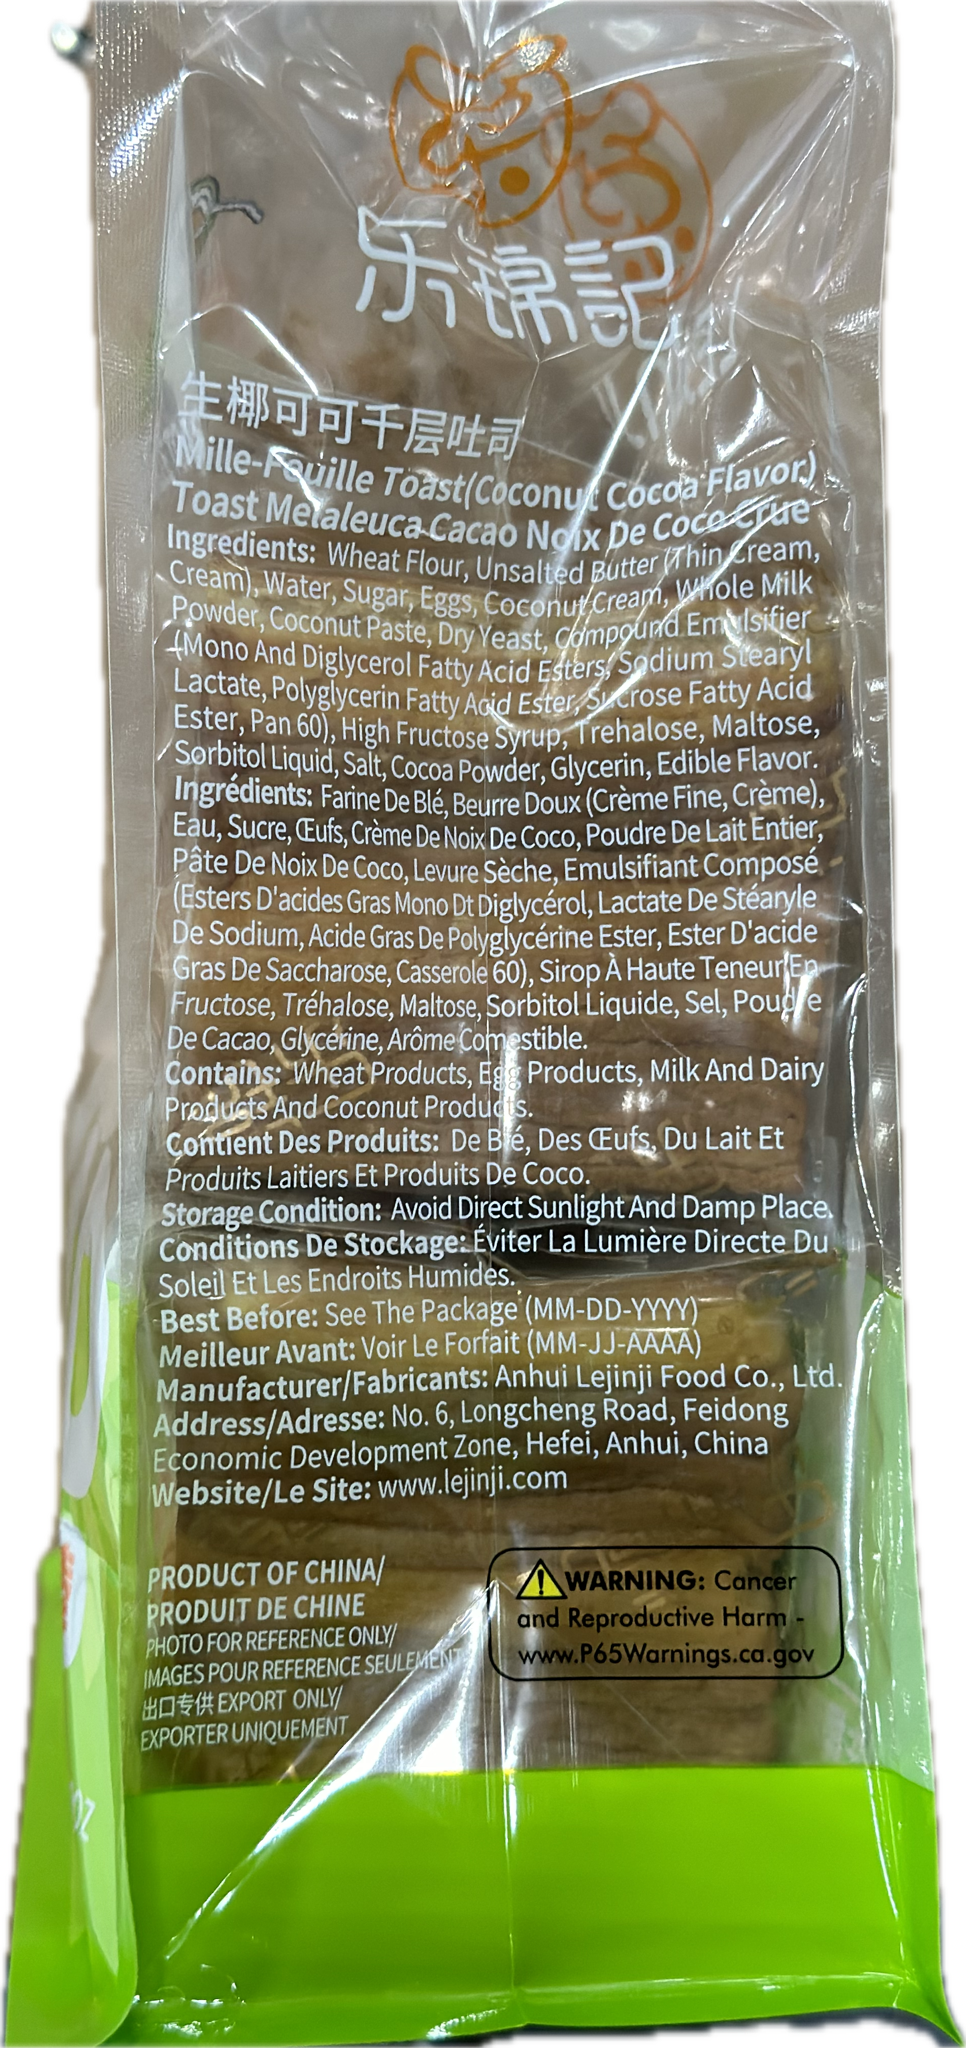 乐锦記
生椰可可千层吐司
Mille-Feuille Toast(Coconut Cocoa Flavor)
Toast Melaleuca Cacao Noix De Coco Crue
Ingredients: Wheat Flour, Unsalted Butter (Thin Cream,
Cream), Water, Sugar, Eggs, Coconut Cream, Whole Milk
Powder, Coconut Paste, Dry Yeast, Compound Emulsifier
(Mono And Diglycerol Fatty Acid Esters, Sodium Stearyl
Lactate, Polyglycerin Fatty Acid Ester, Sucrose Fatty Acid
Ester, Pan 60), High Fructose Syrup, Trehalose, Maltose,
Sorbitol Liquid, Salt, Cocoa Powder, Glycerin, Edible Flavor.
Ingrédients: Farine De Blé, Beurre Doux (Crème Fine, Crème),
Eau, Sucre, Œufs, Crème De Noix De Coco, Poudre De Lait Entier,
Pâte De Noix De Coco, Levure Sèche, Emulsifiant Composé
(Esters D'acides Gras Mono Dt Diglycérol, Lactate De Stéaryle
De Sodium, Acide Gras De Polyglycérine Ester, Ester D'acide
Gras De Saccharose, Casserole 60), Sirop À Haute Teneur En
Fructose, Tréhalose, Maltose, Sorbitol Liquide, Sel, Poudre
De Cacao, Glycérine, Arôme Comestible.
Contains: Wheat Products, Egg Products, Milk And Dairy
Products And Coconut Products.
Contient Des Produits: De Blé, Des Œufs, Du Lait Et
Produits Laitiers Et Produits De Coco.
Storage Condition: Avoid Direct Sunlight And Damp Place.
Conditions De Stockage: Éviter La Lumière Directe Du
Soleil Et Les Endroits Humides.
Best Before: See The Package (MM-DD-YYYY)
Meilleur Avant: Voir Le Forfait (MM-JJ-AAAA)
Manufacturer/Fabricants: Anhui Lejinji Food Co., Ltd.
Address/Adresse: No. 6, Longcheng Road, Feidong
Economic Development Zone, Hefei, Anhui, China
Website/Le Site: www.lejinji.com
PRODUCT OF CHINA/
PRODUIT DE CHINE
PHOTO FOR REFERENCE ONLY/
IMAGES POUR REFERENCE SEULEMENT
出口专供 EXPORT ONLY/
EXPORTER UNIQUEMENT
WARNING: Cancer
and Reproductive Harm -
www.P65Warnings.ca.gov